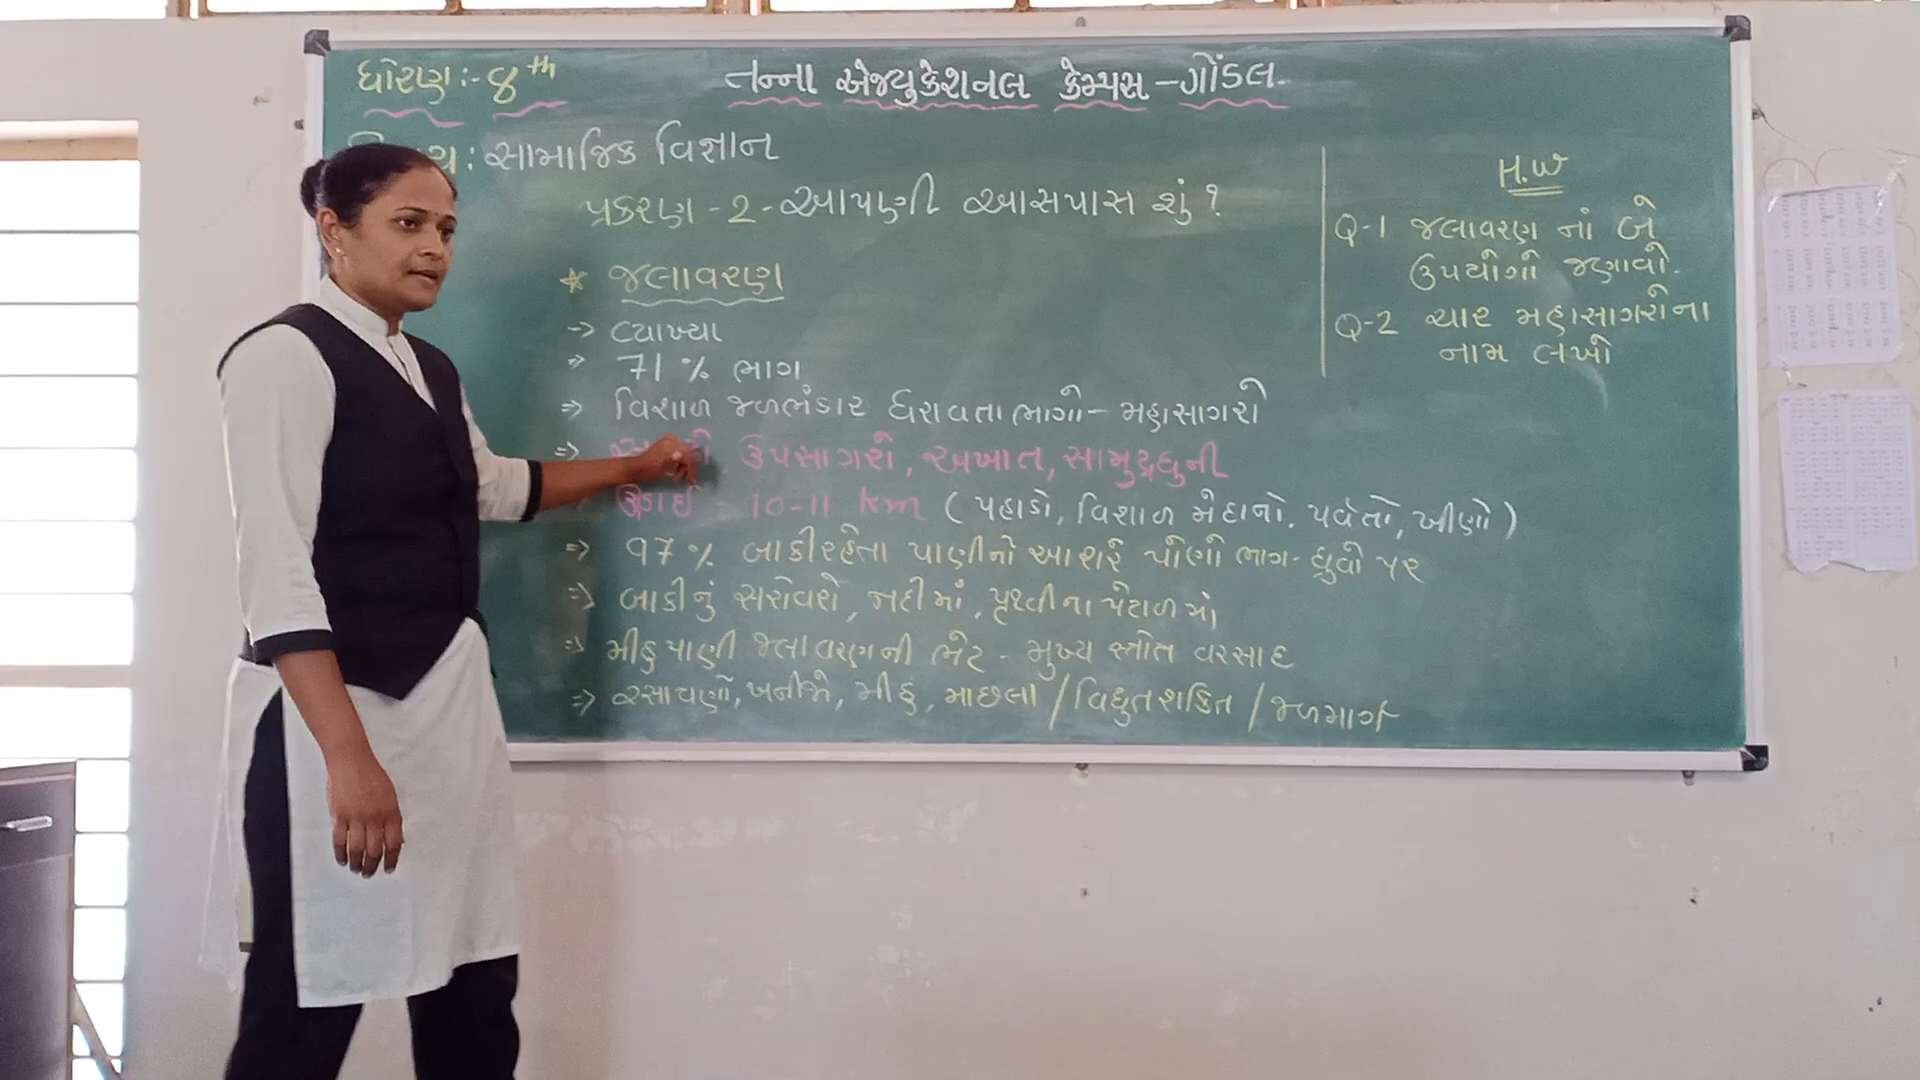 ધોરણ :- 8th
તન્ના એજ્યુકેશનલ કેમ્પસ - ગોંડલ.
: સામાજિક વિજ્ઞાન
પ્રકરણ - 2 - આપણી આસપાસ શું ?
* જલાવરણ
-> વ્યાખ્યા
=> 71 % ભાગ
=> વિશાળ જળભંડાર ધરાવતા ભાગો - મહાસાગરો
=> , ઉપસાગરો, અખાત, સામુદ્રધુની
ઊંડાઈ - 10-11 km ( પહાડો, વિશાળ મેદાનો. પર્વતો, ખીણો )
=> 97 % બાકી રહેતા પાણીનો આશરે પોણો ભાગ - ધ્રુવો પર
=> બાકીનું સરોવરો, નદીમાં, પૃથ્વીના પેટાળમાં
=> મીઠુ પાણી જલાવરણની ભેટ - મુખ્ય સ્ત્રોત વરસાદ
=> રસાયણો, ખનીજો, મીઠુ, માછલા / વિદ્યુતશક્તિ / જળમાર્ગ
H.W
Q-1 જલાવરણ નાં બે
ઉપયોગો જણાવો.
Q-2 ચાર મહાસાગરોના
નામ લખો